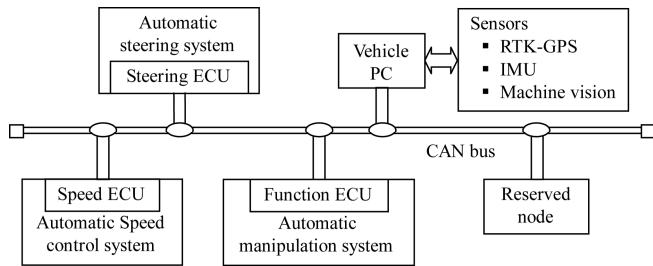 Automatic
steering system
Steering ECU
Vehicle
PC
Sensors
▪ RTK-GPS
▪ IMU
▪ Machine vision
CAN bus
Speed ECU
Automatic Speed
control system
Function ECU
Automatic
manipulation system
Reserved
node